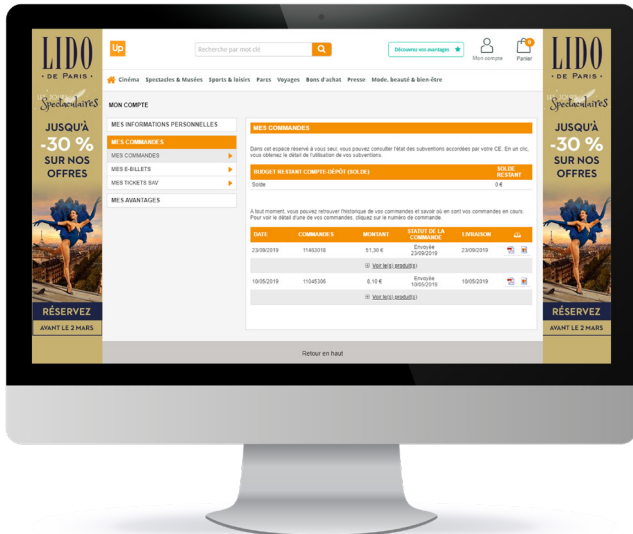 LIDO
• DE PARIS •
Spectaculaires
JUSQU'À
-30 %
SUR NOS
OFFRES
RÉSERVEZ
AVANT LE 2 MARS
Up
Recherche par mot clé
Découvrez vos avantages
Mon compte
0
Panier
Cinéma Spectacles & Musées Sports & loisirs Parcs Voyages Bons d'achat Presse Mode, beauté & bien-être
MON COMPTE
MES INFORMATIONS PERSONNELLES
MES COMMANDES
MES COMMANDES
MES E-BILLETS
MES TICKETS SAV
MES AVANTAGES
MES COMMANDES
Dans cet espace réservé à vous seul, vous pouvez consulter l'état des subventions accordées par votre CE. En un clic,
vous obtenez le détail de l'utilisation de vos subventions.
BUDGET RESTANT COMPTE-DÉPÔT (SOLDE) SOLDE RESTANT
Solde 0 €
A tout moment, vous pouvez retrouver l'historique de vos commandes et savoir où en sont vos commandes en cours.
Pour voir le détail d'une de vos commandes, cliquez sur le numéro de commande.
DATE COMMANDES MONTANT STATUT DE LA COMMANDE LIVRAISON
23/09/2019 11463018 51,30 € Envoyée 23/09/2019 23/09/2019
Voir le(s) produit(s)
10/05/2019 11045306 6,10 € Envoyée 10/05/2019 10/05/2019
Voir le(s) produit(s)
Retour en haut
LIDO
• DE PARIS •
Spectaculaires
JUSQU'À
-30 %
SUR NOS
OFFRES
RÉSERVEZ
AVANT LE 2 MARS